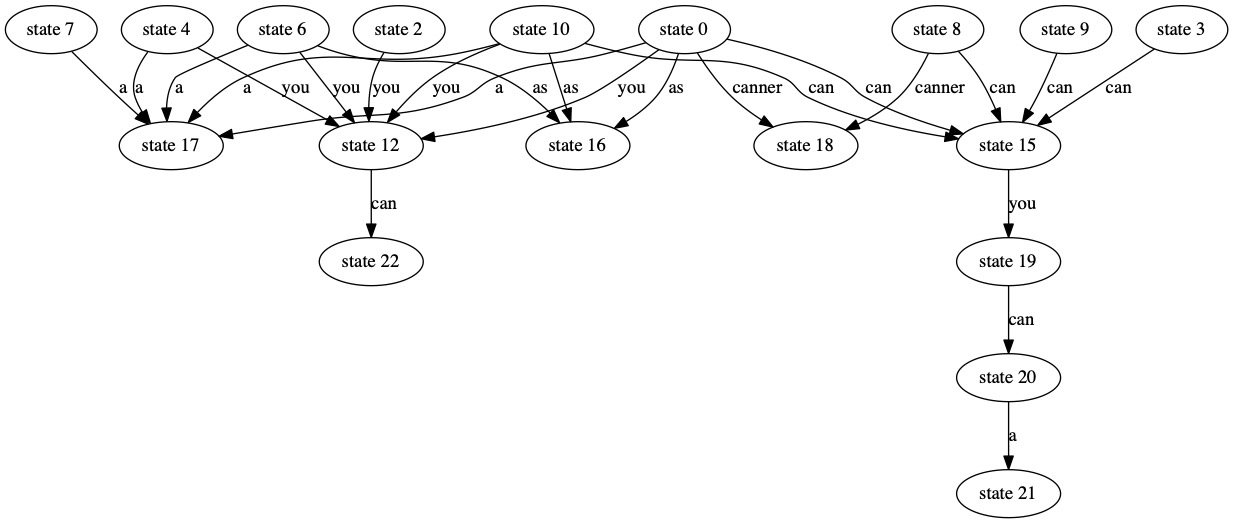 state 7 state 4 state 6 state 2 state 10 state 0 state 8 state 9 state 3
a a a a you you you you a you as as as canner can can canner can can can
state 17 state 12 state 16 state 18 state 15
can you
state 22 state 19
can
state 20
a
state 21